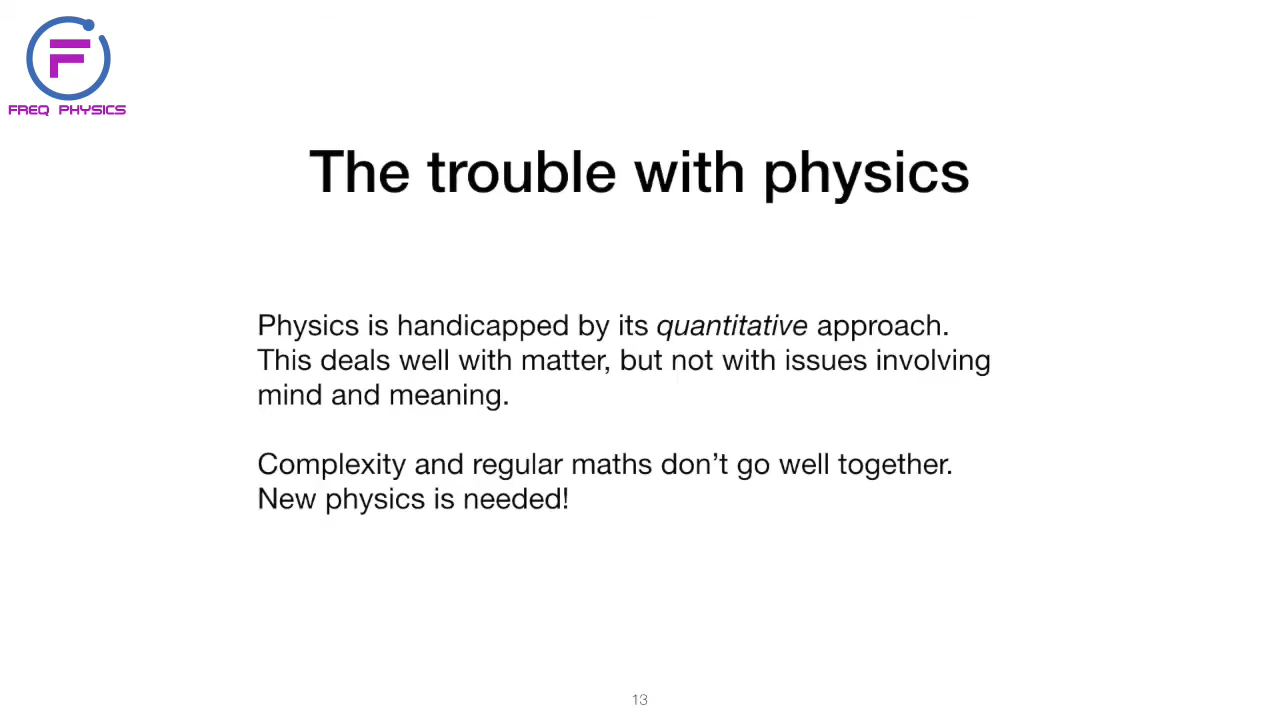 F
FREQ PHYSICS
The trouble with physics
Physics is handicapped by its quantitative approach.
This deals well with matter, but not with issues involving
mind and meaning.
Complexity and regular maths don’t go well together.
New physics is needed!
13